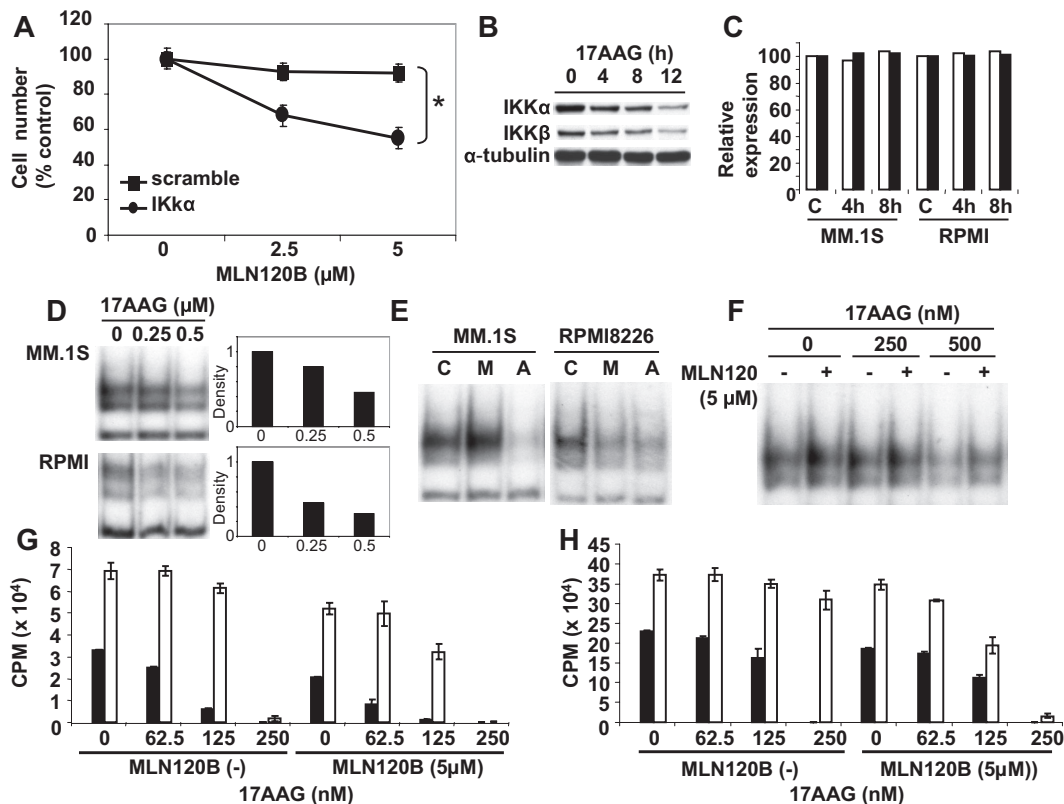 A
120
100
80
60
40
20
0
Cell number
(% control)
*
scramble
IKkα
0 2.5 5
MLN120B (µM)
B
17AAG (h)
0 4 8 12
IKKα
IKKβ
α-tubulin
C
100
80
60
40
20
0
Relative
expression
C 4h 8h C 4h 8h
MM.1S RPMI
D
17AAG (µM)
0 0.25 0.5
MM.1S
1
0
Density
0 0.25 0.5
RPMI
1
0
Density
0 0.25 0.5
E
MM.1S RPMI8226
C M A C M A
F
17AAG (nM)
0 250 500
MLN120
(5 µM)
- + - + - +
G
8
7
6
5
4
3
2
1
0
CPM (x 10⁴)
0 62.5 125 250 0 62.5 125 250
MLN120B (-) MLN120B (5µM)
17AAG (nM)
H
45
40
35
30
25
20
15
10
5
0
CPM (x 10⁴)
0 62.5 125 250 0 62.5 125 250
MLN120B (-) MLN120B (5µM))
17AAG (nM)